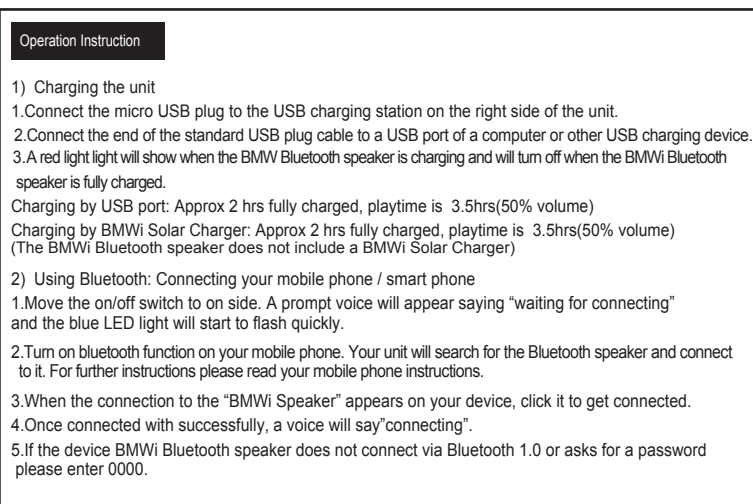 Operation Instruction
1) Charging the unit
1.Connect the micro USB plug to the USB charging station on the right side of the unit.
2.Connect the end of the standard USB plug cable to a USB port of a computer or other USB charging device.
3.A red light light will show when the BMW Bluetooth speaker is charging and will turn off when the BMWi Bluetooth
speaker is fully charged.
Charging by USB port: Approx 2 hrs fully charged, playtime is 3.5hrs(50% volume)
Charging by BMWi Solar Charger: Approx 2 hrs fully charged, playtime is 3.5hrs(50% volume)
(The BMWi Bluetooth speaker does not include a BMWi Solar Charger)
2) Using Bluetooth: Connecting your mobile phone / smart phone
1.Move the on/off switch to on side. A prompt voice will appear saying “waiting for connecting”
and the blue LED light will start to flash quickly.
2.Turn on bluetooth function on your mobile phone. Your unit will search for the Bluetooth speaker and connect
to it. For further instructions please read your mobile phone instructions.
3.When the connection to the “BMWi Speaker” appears on your device, click it to get connected.
4.Once connected with successfully, a voice will say”connecting”.
5.If the device BMWi Bluetooth speaker does not connect via Bluetooth 1.0 or asks for a password
please enter 0000.